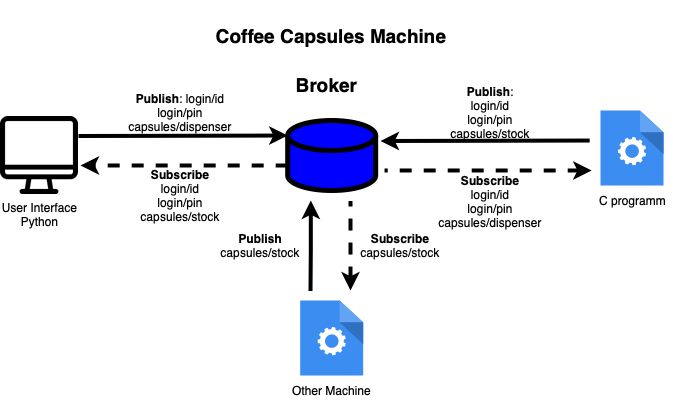 Coffee Capsules Machine
Broker
Publish: login/id
login/pin
capsules/dispenser
Subscribe
login/id
login/pin
capsules/stock
User Interface
Python
Publish:
login/id
login/pin
capsules/stock
Subscribe
login/id
login/pin
capsules/dispenser
C programm
Publish
capsules/stock
Subscribe
capsules/stock
Other Machine